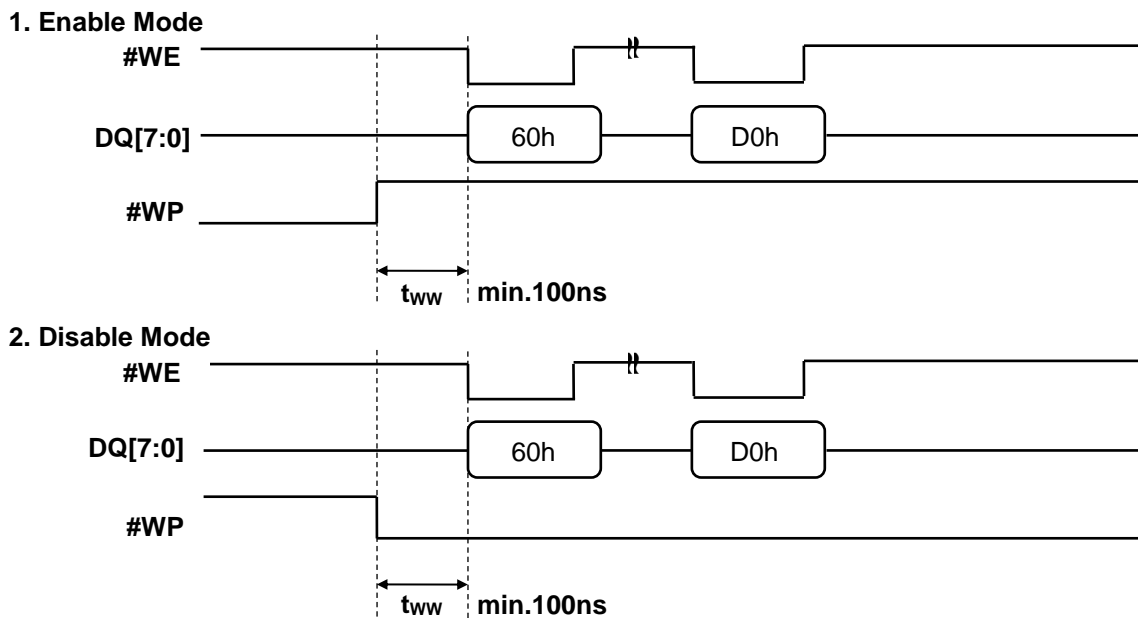 1. Enable Mode
#WE
DQ[7:0]
60h
D0h
#WP
tWW min.100ns
2. Disable Mode
#WE
DQ[7:0]
60h
D0h
#WP
tWW min.100ns